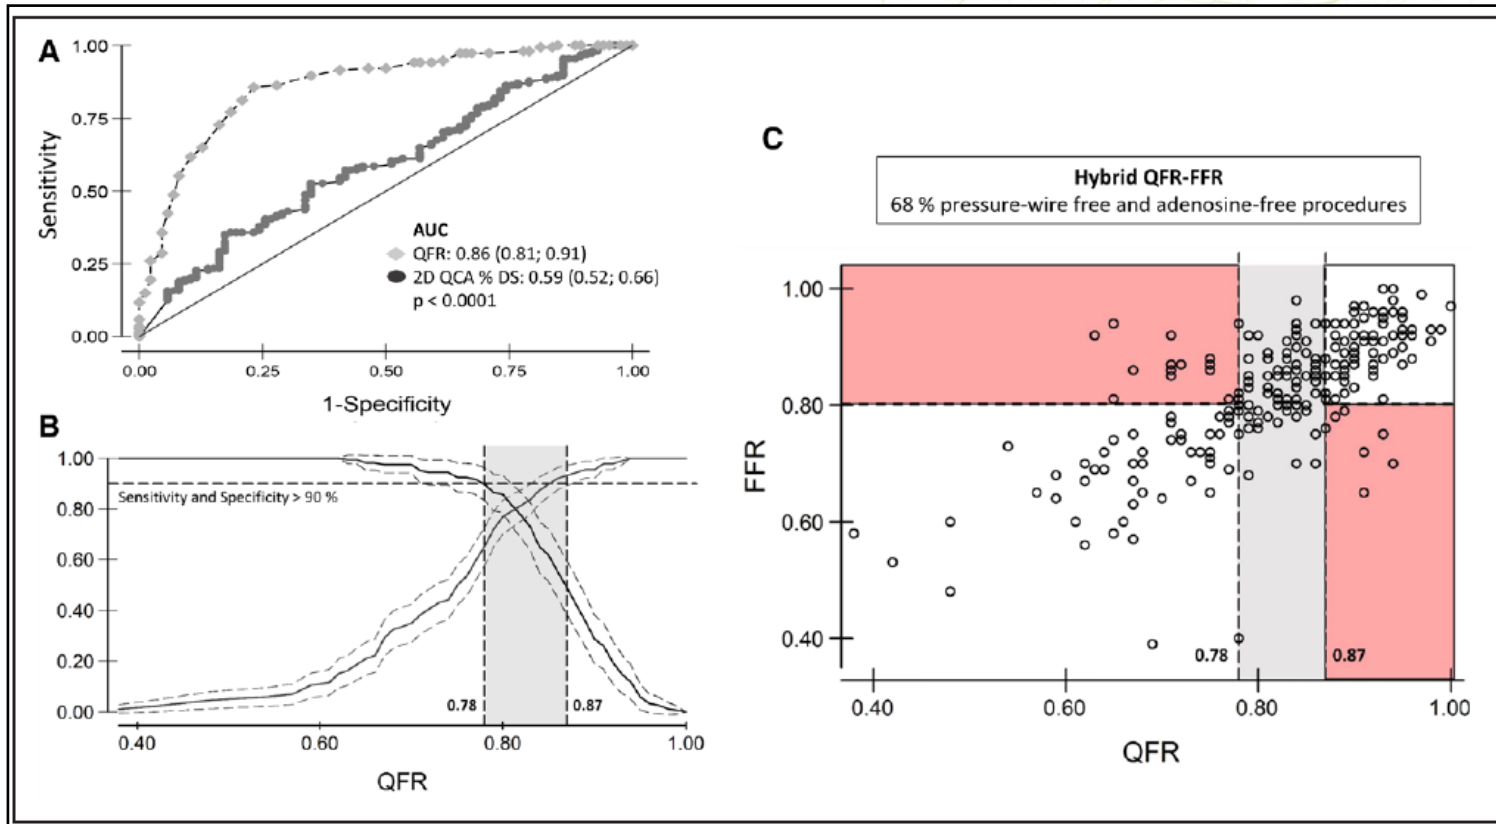 A
1.00
0.75
0.50
0.25
0.00
Sensitivity
AUC
QFR: 0.86 (0.81; 0.91)
2D QCA % DS: 0.59 (0.52; 0.66)
p < 0.0001
0.00 0.25 0.50 0.75 1.00
1-Specificity
B
1.00
0.80
0.60
0.40
0.20
0.00
Sensitivity and Specificity > 90 %
0.78 0.87
0.40 0.60 0.80 1.00
QFR
C
Hybrid QFR-FFR
68 % pressure-wire free and adenosine-free procedures
1.00
0.80
0.60
0.40
FFR
0.78 0.87
0.40 0.60 0.80 1.00
QFR